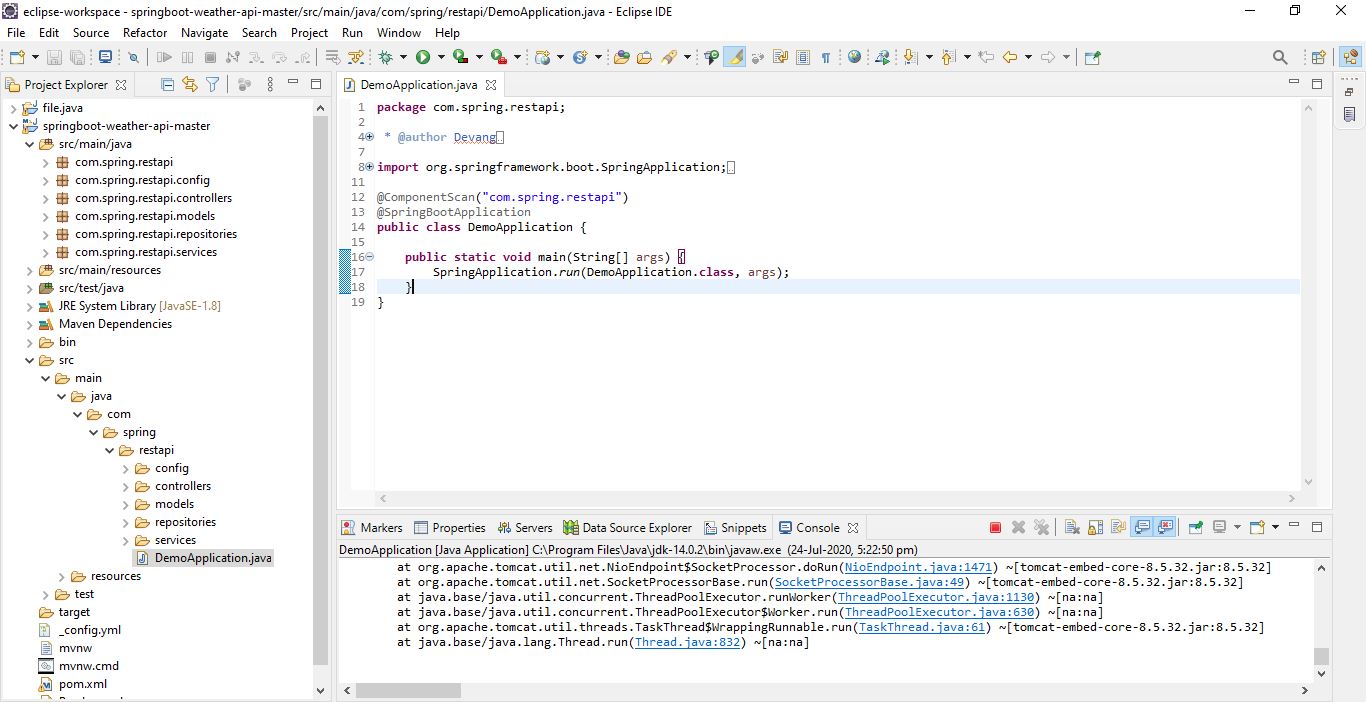 eclipse-workspace - springboot-weather-api-master/src/main/java/com/spring/restapi/DemoApplication.java - Eclipse IDE
File Edit Source Refactor Navigate Search Project Run Window Help
Project Explorer
file.java
springboot-weather-api-master
src/main/java
com.spring.restapi
com.spring.restapi.config
com.spring.restapi.controllers
com.spring.restapi.models
com.spring.restapi.repositories
com.spring.restapi.services
src/main/resources
src/test/java
JRE System Library [JavaSE-1.8]
Maven Dependencies
bin
src
main
java
com
spring
restapi
config
controllers
models
repositories
services
DemoApplication.java
resources
test
target
_config.yml
mvnw
mvnw.cmd
pom.xml
DemoApplication.java
1 package com.spring.restapi;
2
4 * @author Devang
7
8 import org.springframework.boot.SpringApplication;
11
12 @ComponentScan("com.spring.restapi")
13 @SpringBootApplication
14 public class DemoApplication {
15
16 public static void main(String[] args) {
17 SpringApplication.run(DemoApplication.class, args);
18 }
19 }
Markers Properties Servers Data Source Explorer Snippets Console
DemoApplication [Java Application] C:\Program Files\Java\jdk-14.0.2\bin\javaw.exe (24-Jul-2020, 5:22:50 pm)
at org.apache.tomcat.util.net.NioEndpoint$SocketProcessor.doRun(NioEndpoint.java:1471) ~[tomcat-embed-core-8.5.32.jar:8.5.32]
at org.apache.tomcat.util.net.SocketProcessorBase.run(SocketProcessorBase.java:49) ~[tomcat-embed-core-8.5.32.jar:8.5.32]
at java.base/java.util.concurrent.ThreadPoolExecutor.runWorker(ThreadPoolExecutor.java:1130) ~[na:na]
at java.base/java.util.concurrent.ThreadPoolExecutor$Worker.run(ThreadPoolExecutor.java:630) ~[na:na]
at org.apache.tomcat.util.threads.TaskThread$WrappingRunnable.run(TaskThread.java:61) ~[tomcat-embed-core-8.5.32.jar:8.5.32]
at java.base/java.lang.Thread.run(Thread.java:832) ~[na:na]